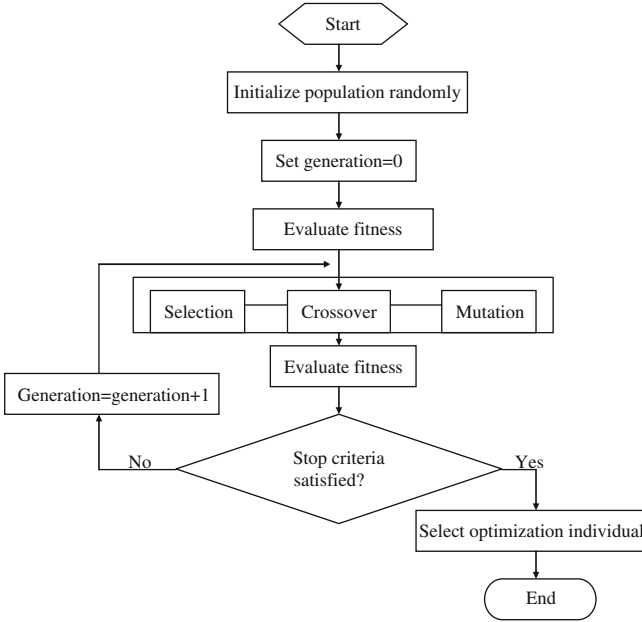 Start
Initialize population randomly
Set generation=0
Evaluate fitness
Selection
Crossover
Mutation
Evaluate fitness
Generation=generation+1
Stop criteria
satisfied?
No
Yes
Select optimization individual
End